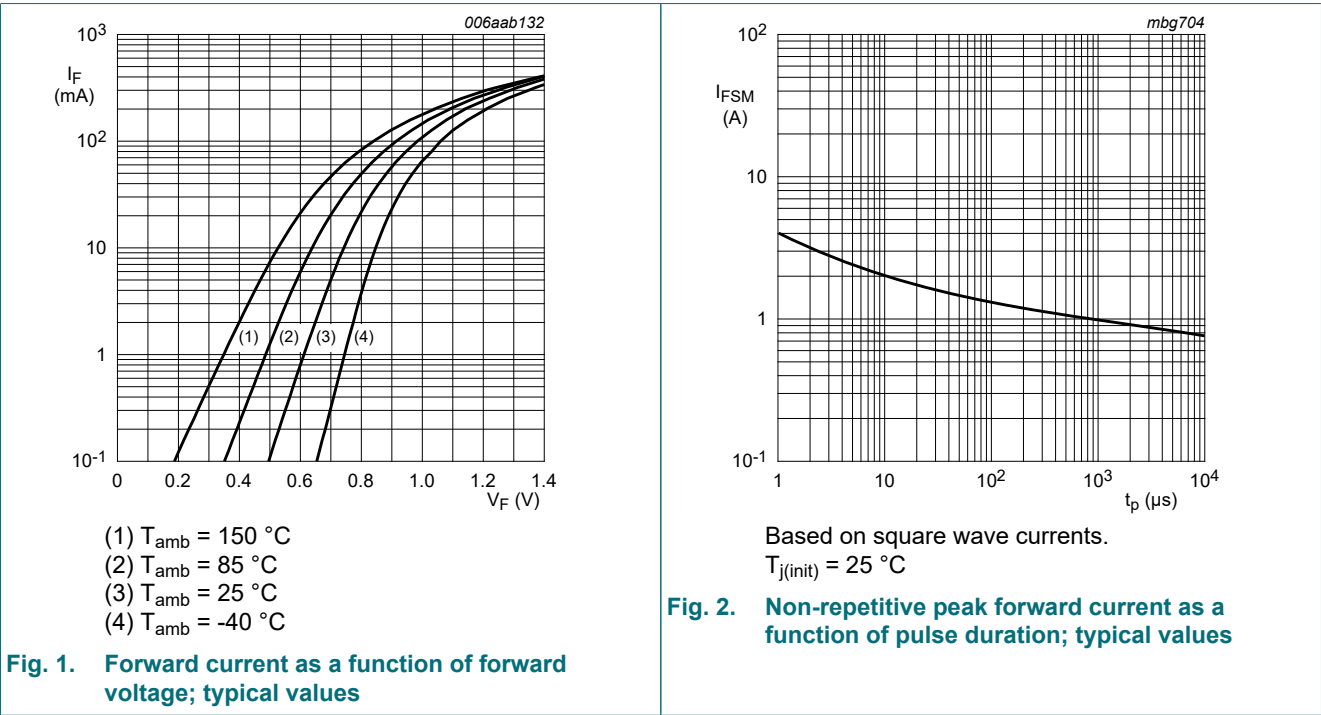 006aab132
10³
I_F
(mA)
10²
10
1
10⁻¹
(1) (2) (3) (4)
0 0.2 0.4 0.6 0.8 1.0 1.2 1.4
V_F (V)
(1) T_amb = 150 °C
(2) T_amb = 85 °C
(3) T_amb = 25 °C
(4) T_amb = -40 °C
Fig. 1. Forward current as a function of forward
voltage; typical values
mbg704
10²
I_FSM
(A)
10
1
10⁻¹
1 10 10² 10³ 10⁴
t_p (µs)
Based on square wave currents.
T_j(init) = 25 °C
Fig. 2. Non-repetitive peak forward current as a
function of pulse duration; typical values